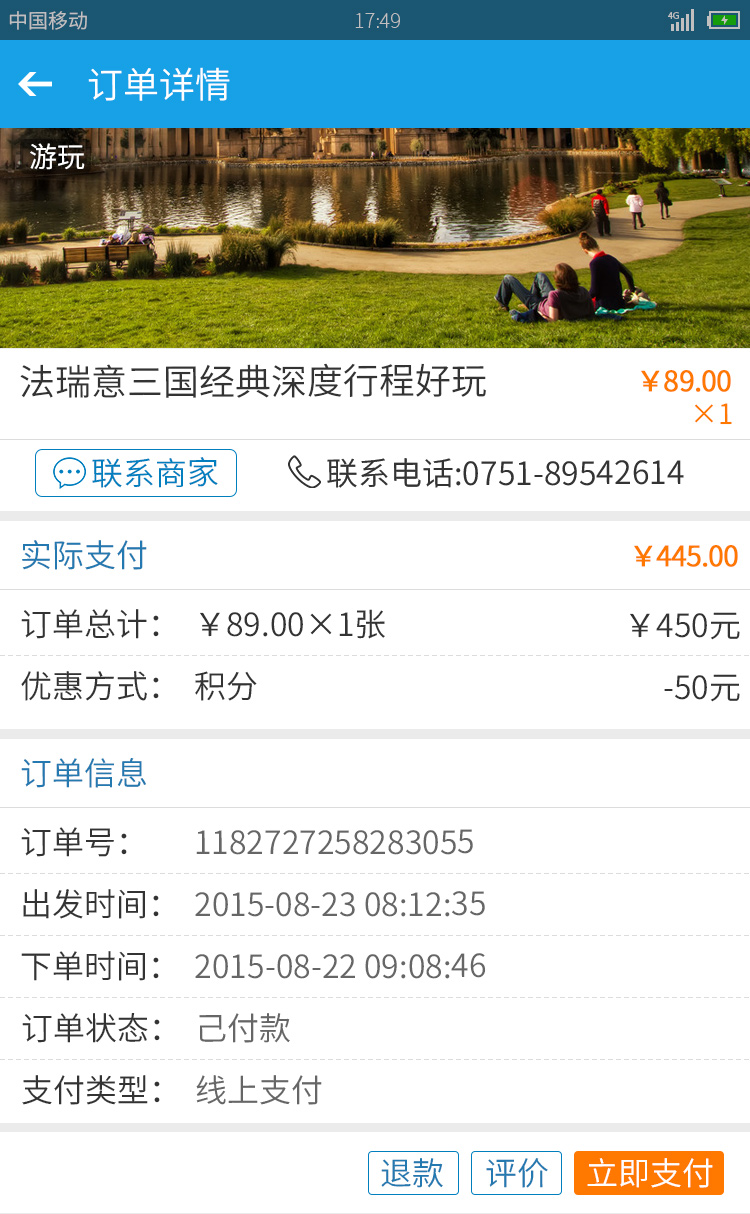 中国移动 17:49 4G
订单详情
游玩
法瑞意三国经典深度行程好玩 ￥89.00
×1
联系商家 联系电话:0751-89542614
实际支付 ￥445.00
订单总计： ￥89.00×1张 ￥450元
优惠方式： 积分 -50元
订单信息
订单号： 1182727258283055
出发时间： 2015-08-23 08:12:35
下单时间： 2015-08-22 09:08:46
订单状态： 己付款
支付类型： 线上支付
退款 评价 立即支付